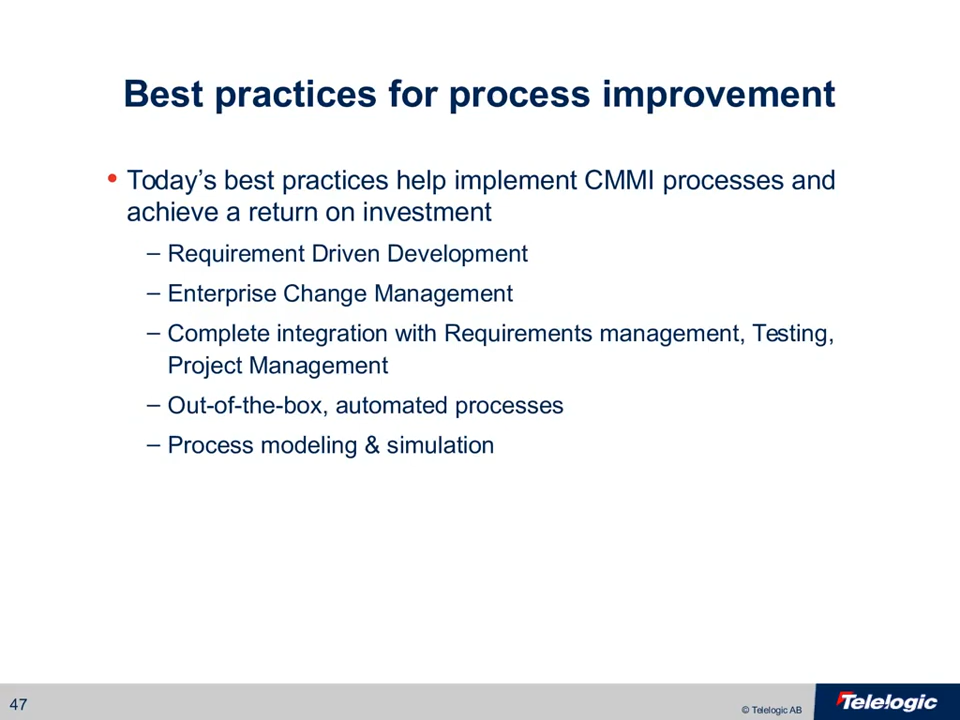 Best practices for process improvement
• Today’s best practices help implement CMMI processes and
achieve a return on investment
– Requirement Driven Development
– Enterprise Change Management
– Complete integration with Requirements management, Testing,
Project Management
– Out-of-the-box, automated processes
– Process modeling & simulation
47
© Telelogic AB
Telelogic